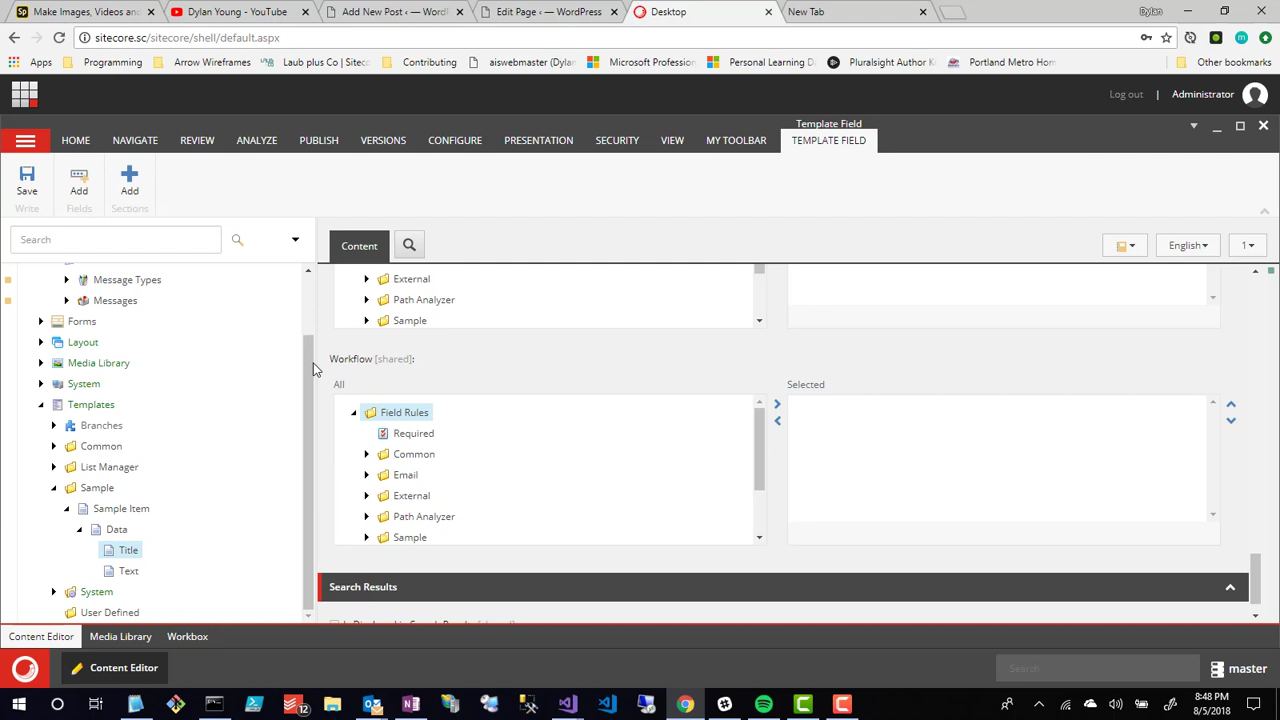 Make Images, Videos and
Dylan Young - YouTube
Add New Post ‹ — WordP
Edit Page ‹ — WordPress
Desktop
New Tab
Dylan
sitecore.sc/sitecore/shell/default.aspx
Apps
Programming
Arrow Wireframes
Laub plus Co | Sitec
Contributing
aiswebmaster (Dylan
Microsoft Profession
Personal Learning D
Pluralsight Author K
Portland Metro Hom
Other bookmarks
Log out | Administrator
Template Field
HOME
NAVIGATE
REVIEW
ANALYZE
PUBLISH
VERSIONS
CONFIGURE
PRESENTATION
SECURITY
VIEW
MY TOOLBAR
TEMPLATE FIELD
Save
Add
Add
Write
Fields
Sections
Search
Content
English
1
Message Types
Messages
Forms
Layout
Media Library
System
Templates
Branches
Common
List Manager
Sample
Sample Item
Data
Title
Text
System
User Defined
External
Path Analyzer
Sample
Workflow [shared]:
All
Selected
Field Rules
Required
Common
Email
External
Path Analyzer
Sample
Search Results
Content Editor
Media Library
Workbox
Content Editor
Search
master
12
8:48 PM
8/5/2018